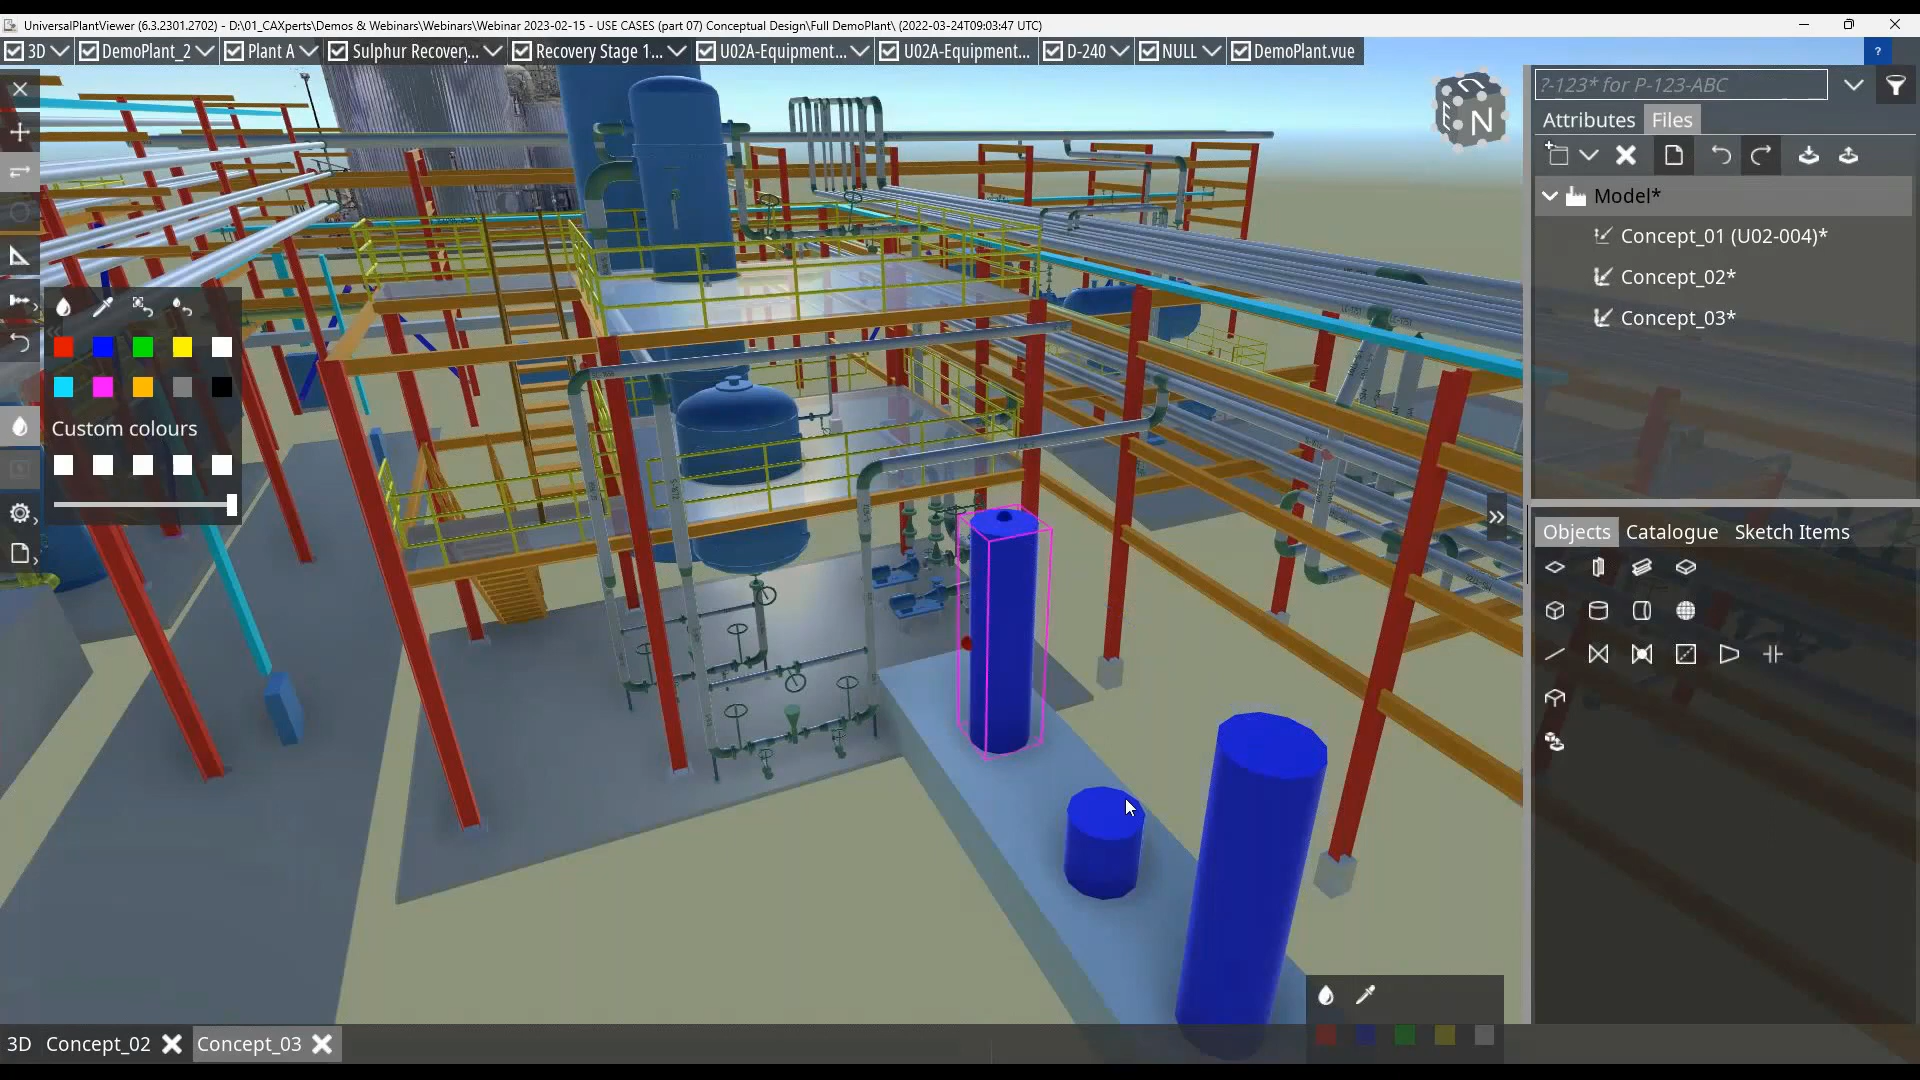 UniversalPlantViewer (6.3.2301.2702) - D:\01_CAXperts\Demos & Webinars\Webinars\Webinar 2023-02-15 - USE CASES (part 07) Conceptual Design\Full DemoPlant\ (2022-03-24T09:03:47 UTC)
3D DemoPlant_2 Plant A Sulphur Recovery... Recovery Stage 1... U02A-Equipment... U02A-Equipment... D-240 NULL DemoPlant.vue ?
?-123* for P-123-ABC
Attributes Files
Model*
Concept_01 (U02-004)*
Concept_02*
Concept_03*
N
Custom colours
Objects Catalogue Sketch Items
3D Concept_02 Concept_03